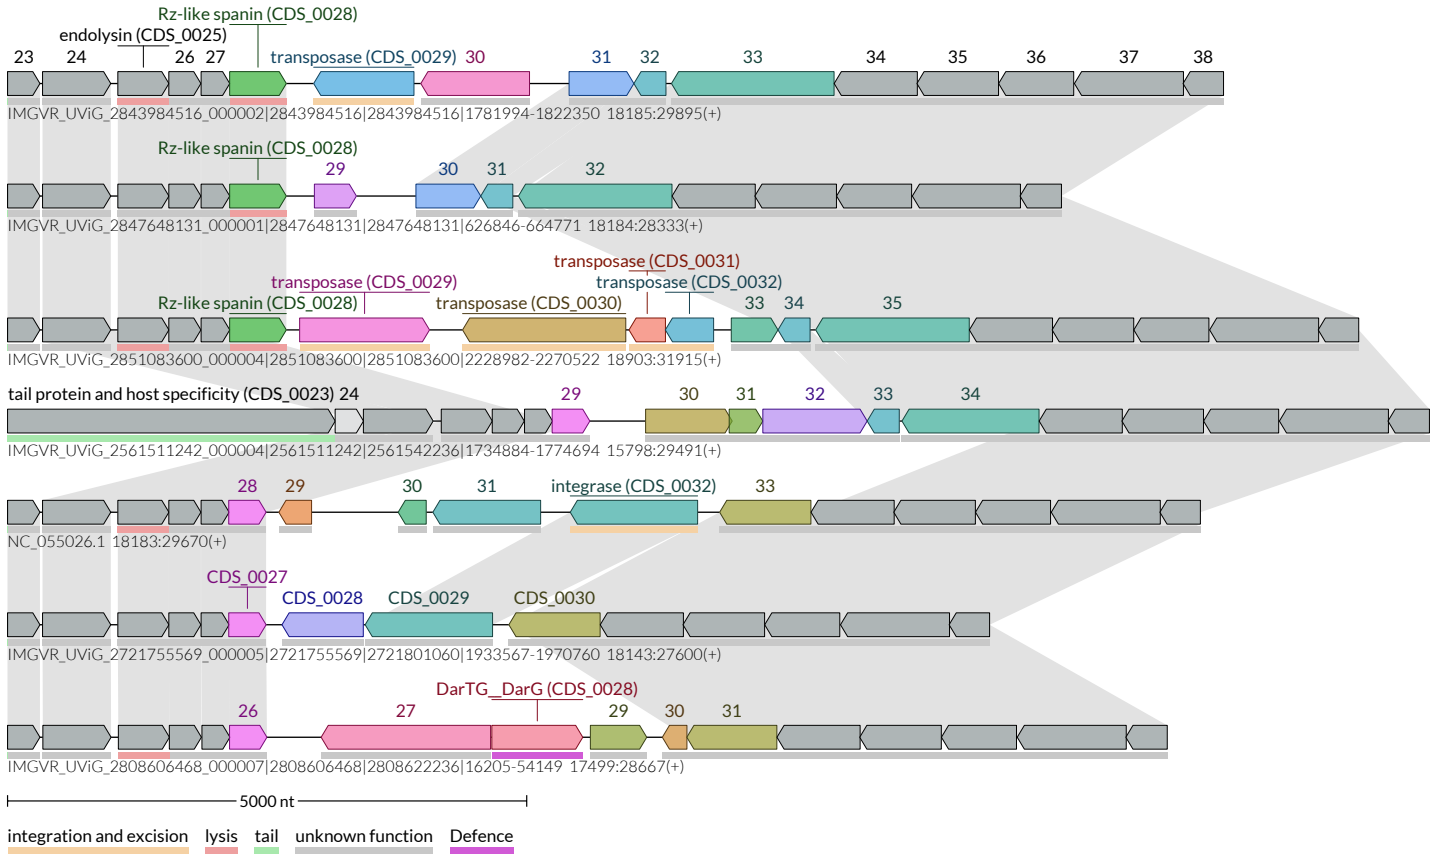 Rz-like spanin (CDS_0028)
endolysin (CDS_0025)
23 24 26 27 transposase (CDS_0029) 30 31 32 33 34 35 36 37 38
IMGVR_UViG_2843984516_000002|2843984516|2843984516|1781994-1822350 18185:29895(+)
Rz-like spanin (CDS_0028)
29 30 31 32
IMGVR_UViG_2847648131_000001|2847648131|2847648131|626846-664771 18184:28333(+)
transposase (CDS_0031)
transposase (CDS_0029) transposase (CDS_0032)
Rz-like spanin (CDS_0028) transposase (CDS_0030) 33 34 35
IMGVR_UViG_2851083600_000004|2851083600|2851083600|2228982-2270522 18903:31915(+)
tail protein and host specificity (CDS_0023) 24 29 30 31 32 33 34
IMGVR_UViG_2561511242_000004|2561511242|2561542236|1734884-1774694 15798:29491(+)
28 29 30 31 integrase (CDS_0032) 33
NC_055026.1 18183:29670(+)
CDS_0027
CDS_0028 CDS_0029 CDS_0030
IMGVR_UViG_2721755569_000005|2721755569|2721801060|1933567-1970760 18143:27600(+)
DarTG__DarG (CDS_0028)
26 27 29 30 31
IMGVR_UViG_2808606468_000007|2808606468|2808622236|16205-54149 17499:28667(+)
5000 nt
integration and excision lysis tail unknown function Defence